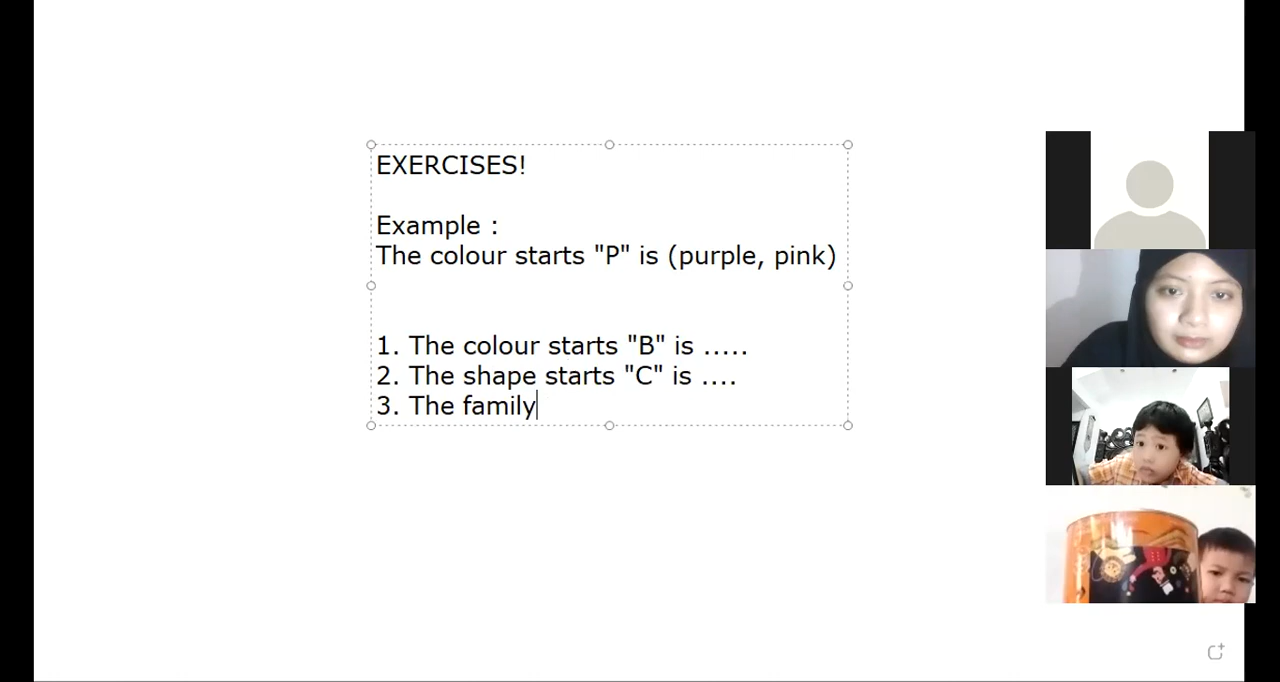 EXERCISES!
Example :
The colour starts "P" is (purple, pink)
1. The colour starts "B" is .....
2. The shape starts "C" is ....
3. The family